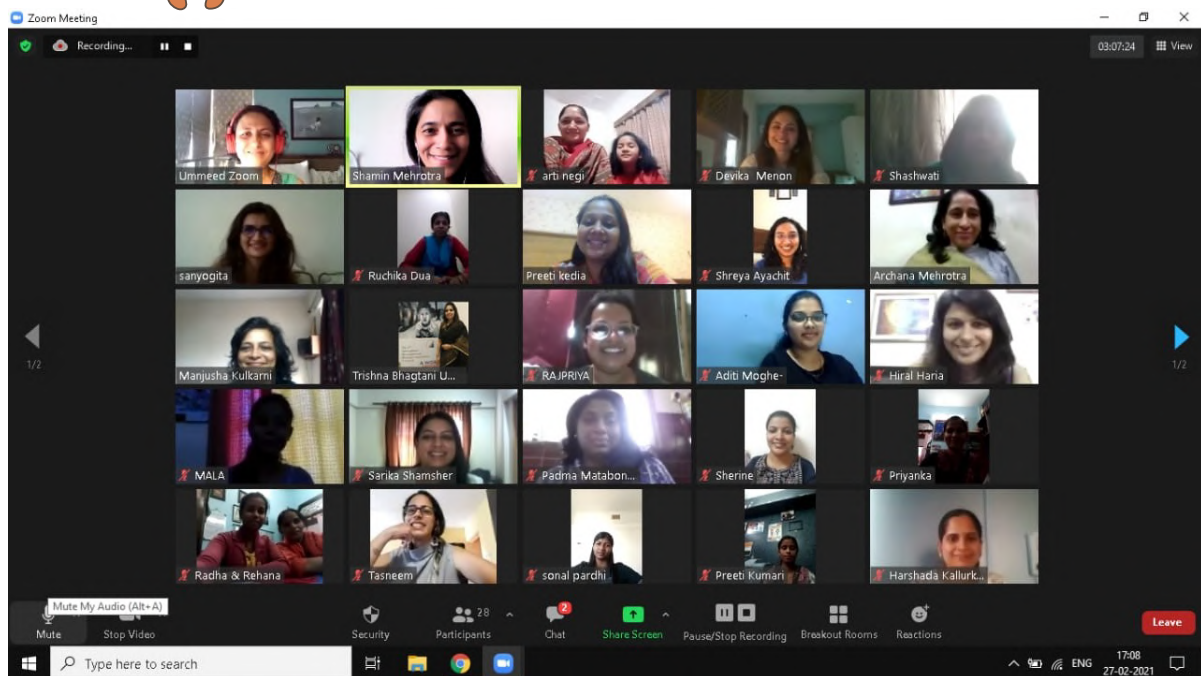 Zoom Meeting
Recording...
03:07:24 View
Ummeed Zoom
Shamin Mehrotra
arti negi
Devika Menon
Shashwati
sanyogita
Ruchika Dua
Preeti kedia
Shreya Ayachit
Archana Mehrotra
1/2
1/2
Manjusha Kulkarni
Trishna Bhagtani U...
RAJPRIYA
Aditi Moghe-
Hiral Haria
MALA
Sarika Shamsher
Padma Matabon...
Sherine
Priyanka
Radha & Rehana
Tasneem
sonal pardhi
Preeti Kumari
Harshada Kallurk...
Mute My Audio (Alt+A)
28
2
Mute
Stop Video
Security
Participants
Chat
Share Screen
Pause/Stop Recording
Breakout Rooms
Reactions
Leave
Type here to search
ENG
17:08
27-02-2021